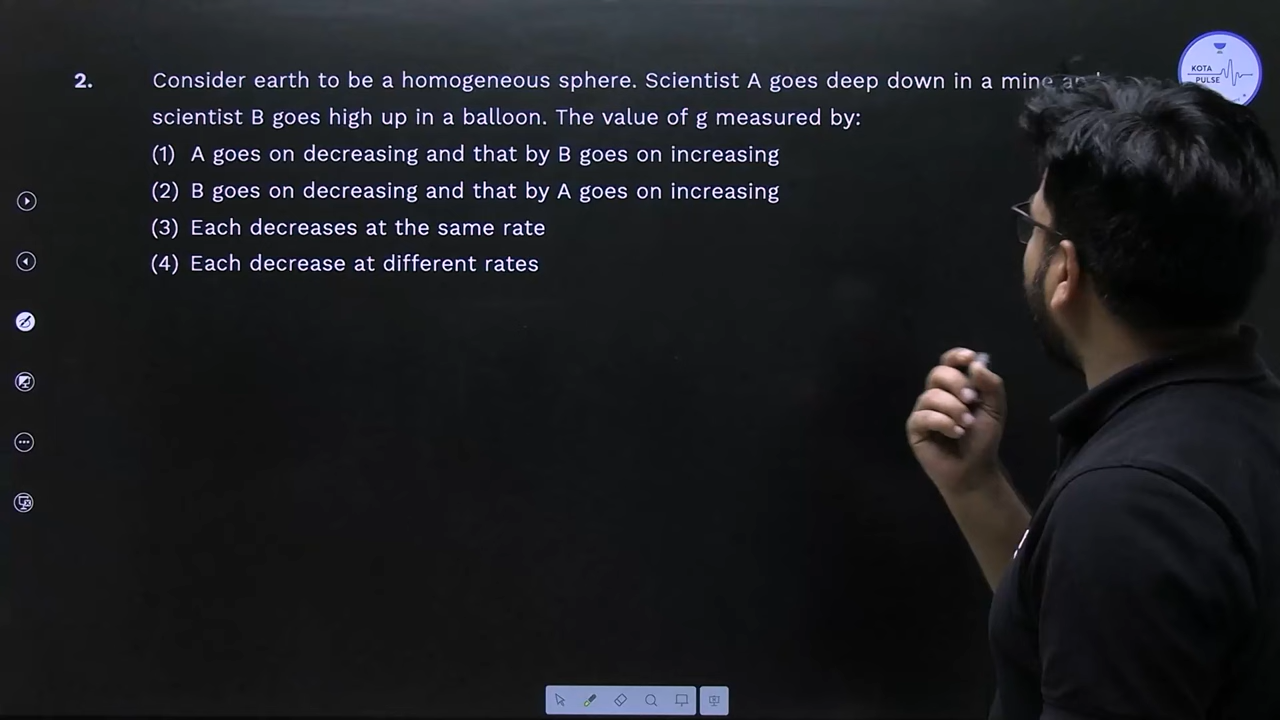 2. Consider earth to be a homogeneous sphere. Scientist A goes deep down in a mine
scientist B goes high up in a balloon. The value of g measured by:
(1) A goes on decreasing and that by B goes on increasing
(2) B goes on decreasing and that by A goes on increasing
(3) Each decreases at the same rate
(4) Each decrease at different rates
KOTA
PULSE